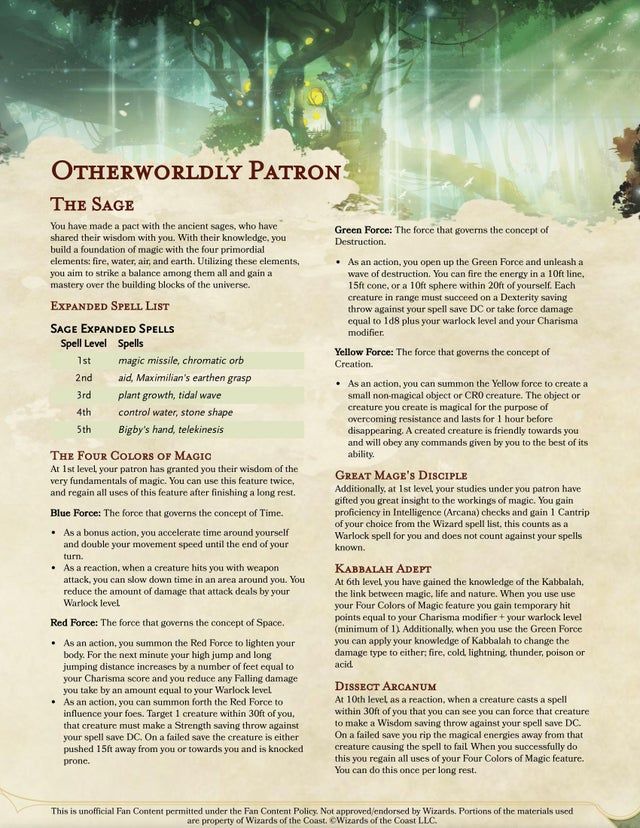 Otherworldly Patron
The Sage
You have made a pact with the ancient sages, who have
shared their wisdom with you. With their knowledge, you
build a foundation of magic with the four primordial
elements: fire, water, air, and earth. Utilizing these elements,
you aim to strike a balance among them all and gain a
mastery over the building blocks of the universe.
Expanded Spell List
Sage Expanded Spells
Spell Level Spells
1st magic missile, chromatic orb
2nd aid, Maximilian's earthen grasp
3rd plant growth, tidal wave
4th control water, stone shape
5th Bigby's hand, telekinesis
The Four Colors of Magic
At 1st level, your patron has granted you their wisdom of the
very fundamentals of magic. You can use this feature twice,
and regain all uses of this feature after finishing a long rest.
Blue Force: The force that governs the concept of Time.
• As a bonus action, you accelerate time around yourself
and double your movement speed until the end of your
turn.
• As a reaction, when a creature hits you with weapon
attack, you can slow down time in an area around you. You
reduce the amount of damage that attack deals by your
Warlock level.
Red Force: The force that governs the concept of Space.
• As an action, you summon the Red Force to lighten your
body. For the next minute your high jump and long
jumping distance increases by a number of feet equal to
your Charisma score and you reduce any Falling damage
you take by an amount equal to your Warlock level.
• As an action, you can summon forth the Red Force to
influence your foes. Target 1 creature within 30ft of you,
that creature must make a Strength saving throw against
your spell save DC. On a failed save the creature is either
pushed 15ft away from you or towards you and is knocked
prone.
Green Force: The force that governs the concept of
Destruction.
• As an action, you open up the Green Force and unleash a
wave of destruction. You can fire the energy in a 10ft line,
15ft cone, or a 10ft sphere within 20ft of yourself. Each
creature in range must succeed on a Dexterity saving
throw against your spell save DC or take force damage
equal to 1d8 plus your warlock level and your Charisma
modifier.
Yellow Force: The force that governs the concept of
Creation.
• As an action, you can summon the Yellow force to create a
small non-magical object or CR0 creature. The object or
creature you create is magical for the purpose of
overcoming resistance and lasts for 1 hour before
disappearing. A created creature is friendly towards you
and will obey any commands given by you to the best of its
ability.
Great Mage's Disciple
Additionally, at 1st level, your studies under you patron have
gifted you great insight to the workings of magic. You gain
proficiency in Intelligence (Arcana) checks and gain 1 Cantrip
of your choice from the Wizard spell list, this counts as a
Warlock spell for you and does not count against your spells
known.
Kabbalah Adept
At 6th level, you have gained the knowledge of the Kabbalah,
the link between magic, life and nature. When you use use
your Four Colors of Magic feature you gain temporary hit
points equal to your Charisma modifier + your warlock level
(minimum of 1). Additionally, when you use the Green Force
you can apply your knowledge of Kabbalah to change the
damage type to either; fire, cold, lightning, thunder, poison or
acid.
Dissect Arcanum
At 10th level, as a reaction, when a creature casts a spell
within 30ft of you that you can see you can force that creature
to make a Wisdom saving throw against your spell save DC.
On a failed save you rip the magical energies away from that
creature causing the spell to fail. When you successfully do
this you regain all uses of your Four Colors of Magic feature.
You can do this once per long rest.
This is unofficial Fan Content permitted under the Fan Content Policy. Not approved/endorsed by Wizards. Portions of the materials used
are property of Wizards of the Coast. ©Wizards of the Coast LLC.